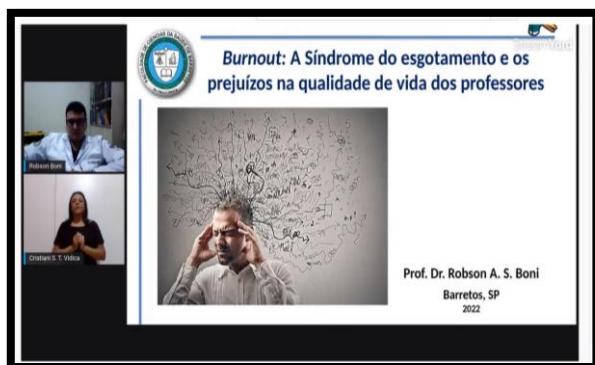 Burnout: A Síndrome do esgotamento e os
prejuízos na qualidade de vida dos professores
Robson Boni
Cristiani S. T. Vidica
Prof. Dr. Robson A. S. Boni
Barretos, SP
2022